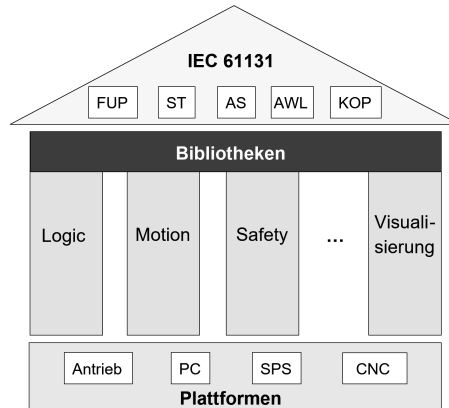 IEC 61131
FUP ST AS AWL KOP
Bibliotheken
Logic Motion Safety ... Visuali-
sierung
Antrieb PC SPS CNC
Plattformen